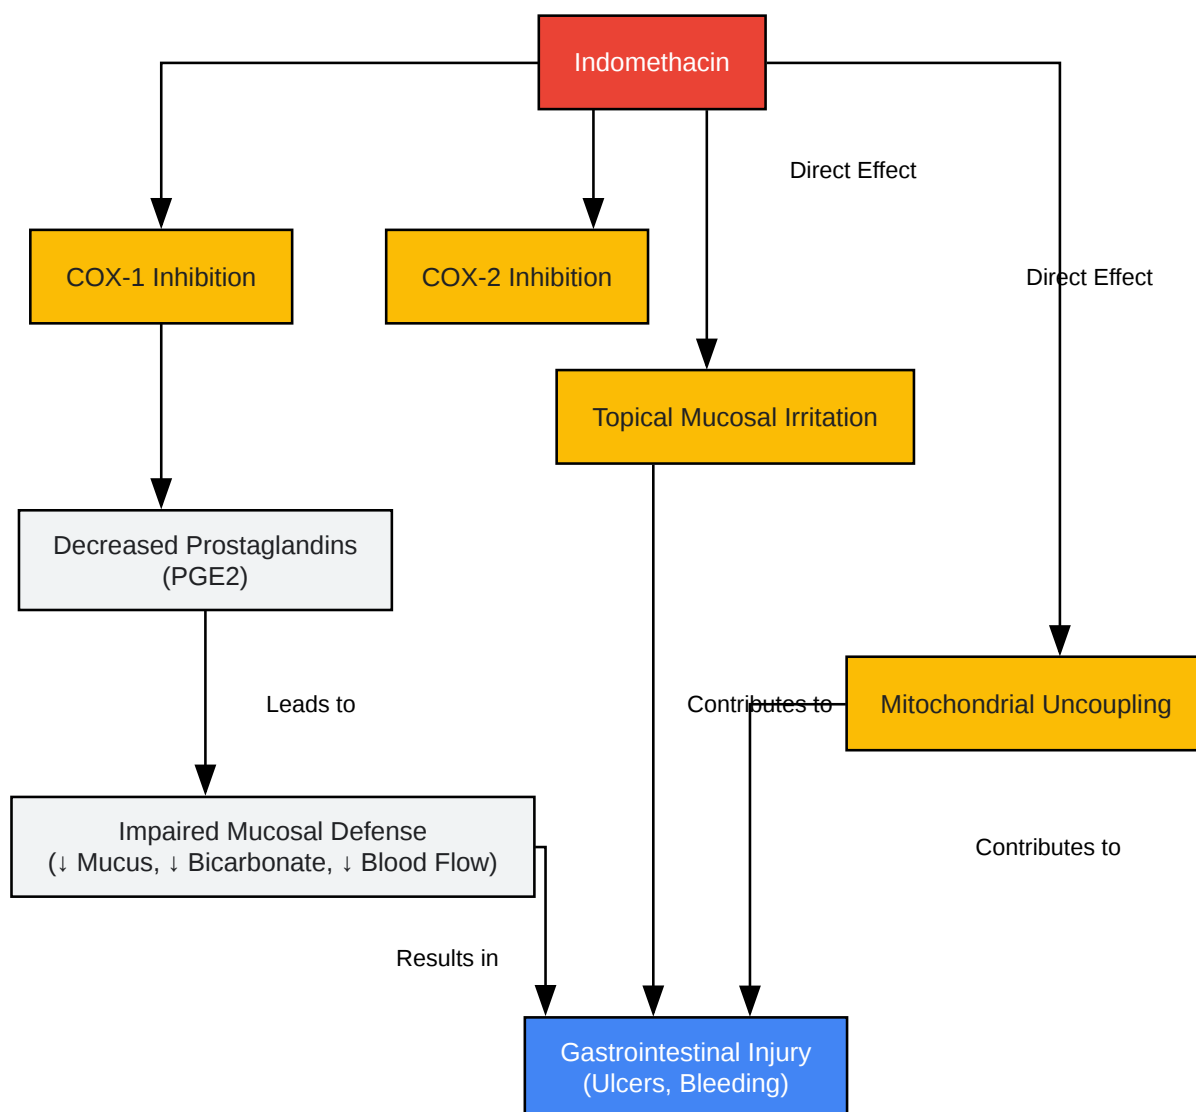 Indomethacin
Direct Effect
COX-1 Inhibition
COX-2 Inhibition
Direct Effect
Topical Mucosal Irritation
Decreased Prostaglandins
(PGE2)
Leads to
Contributes to
Mitochondrial Uncoupling
Impaired Mucosal Defense
(↓ Mucus, ↓ Bicarbonate, ↓ Blood Flow)
Contributes to
Results in
Gastrointestinal Injury
(Ulcers, Bleeding)